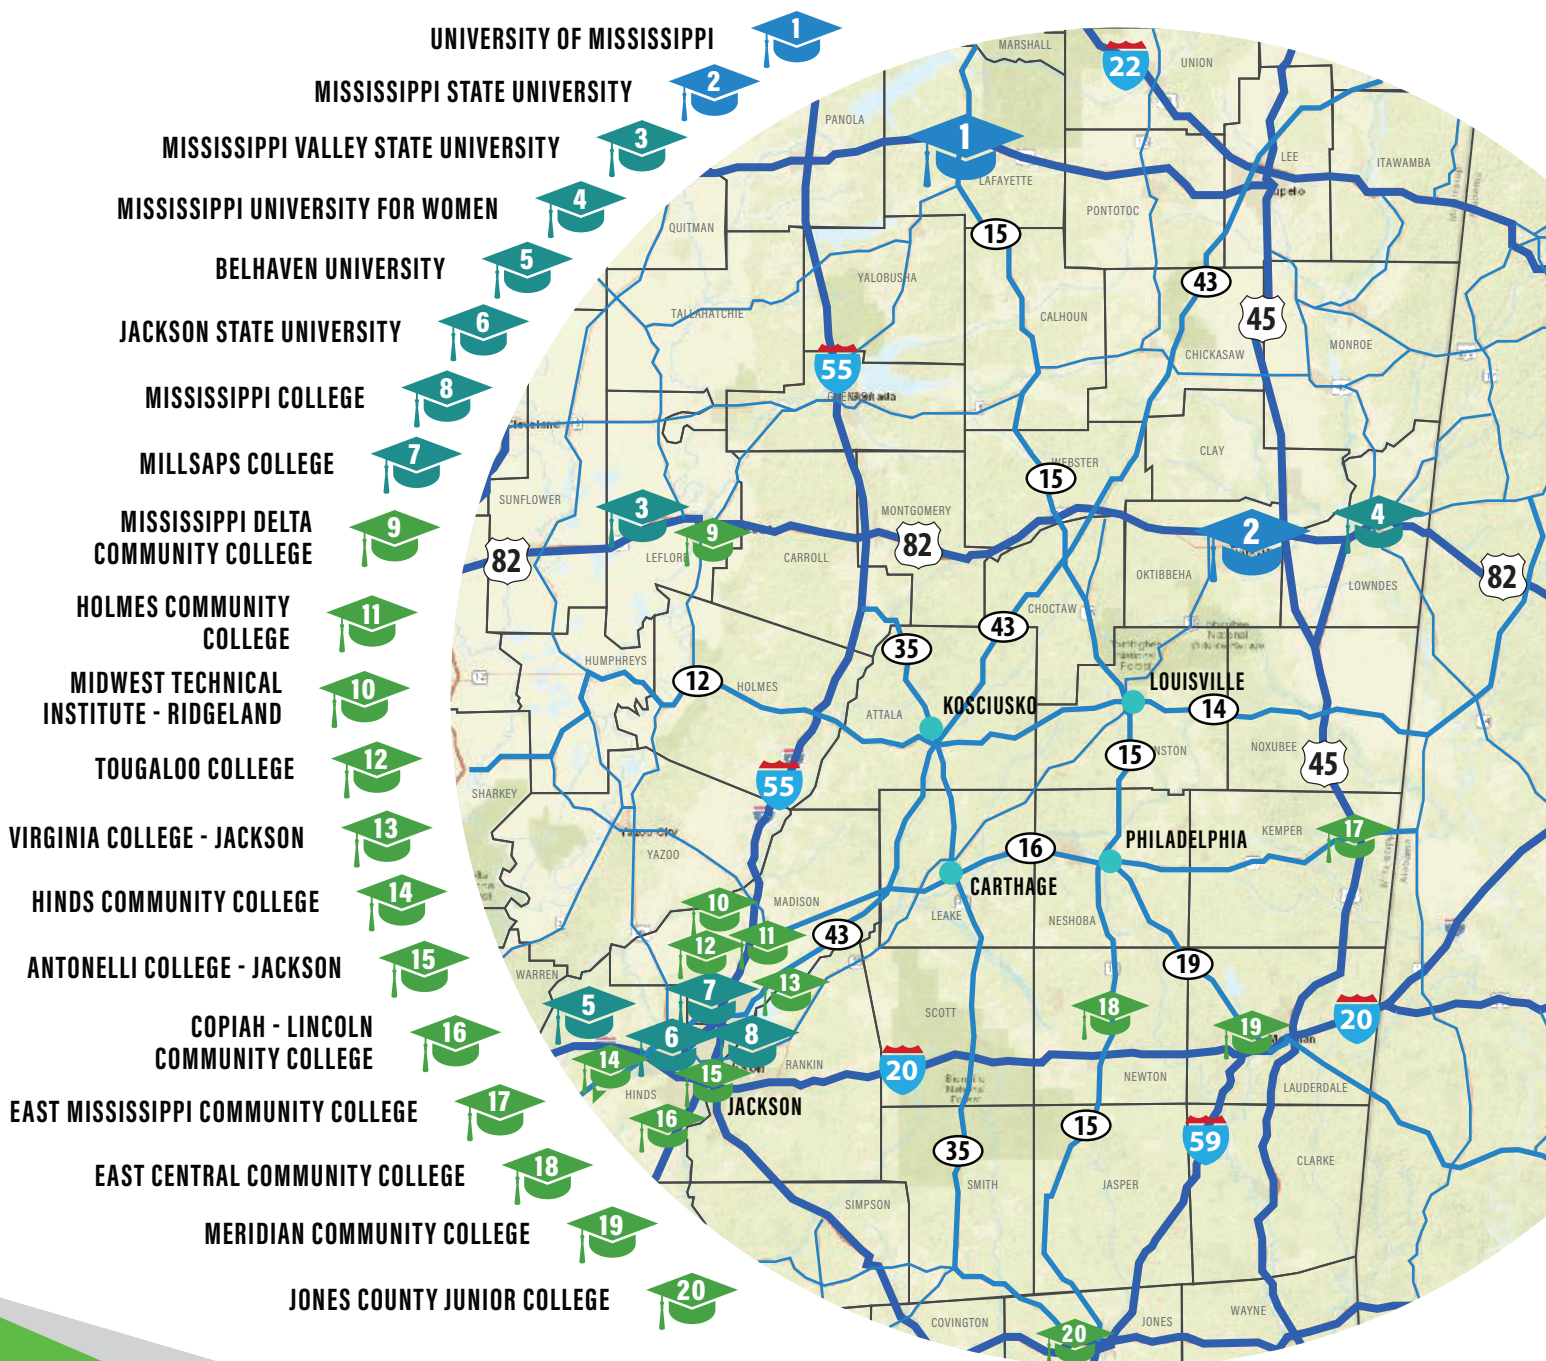 UNIVERSITY OF MISSISSIPPI
1
MISSISSIPPI STATE UNIVERSITY
2
MISSISSIPPI VALLEY STATE UNIVERSITY
3
MISSISSIPPI UNIVERSITY FOR WOMEN
4
BELHAVEN UNIVERSITY
5
JACKSON STATE UNIVERSITY
6
MISSISSIPPI COLLEGE
8
MILLSAPS COLLEGE
7
MISSISSIPPI DELTA
COMMUNITY COLLEGE
9
HOLMES COMMUNITY
COLLEGE
11
MIDWEST TECHNICAL
INSTITUTE - RIDGELAND
10
TOUGALOO COLLEGE
12
VIRGINIA COLLEGE - JACKSON
13
HINDS COMMUNITY COLLEGE
14
ANTONELLI COLLEGE - JACKSON
15
COPIAH - LINCOLN
COMMUNITY COLLEGE
16
EAST MISSISSIPPI COMMUNITY COLLEGE
17
EAST CENTRAL COMMUNITY COLLEGE
18
MERIDIAN COMMUNITY COLLEGE
19
JONES COUNTY JUNIOR COLLEGE
20
MARSHALL
22
UNION
PANOLA
1
LAFAYETTE
LEE
ITAWAMBA
PONTOTOC
QUITMAN
15
43
YALOBUSHA
TALLAHATCHIE
CALHOUN
45
CHICKASAW
MONROE
55
Cleveland
WEBSTER
CLAY
15
SUNFLOWER
3
9
LEFLORE
CARROLL
MONTGOMERY
82
82
2
4
82
OKTIBBEHA
LOWNDES
CHOCTAW
43
35
HUMPHREYS
12
HOLMES
ATTALA
KOSCIUSKO
LOUISVILLE
14
15
NSTON
NOXUBEE
45
55
SHARKEY
Yazoo City
YAZOO
16
PHILADELPHIA
KEMPER
17
CARTHAGE
LEAKE
NESHOBA
MADISON
10
11
12
43
13
19
WARREN
5
7
6
8
14
15
16
HINDS
RANKIN
JACKSON
SCOTT
20
Bienville
National
Forest
18
19
20
NEWTON
LAUDERDALE
15
59
35
SMITH
JASPER
CLARKE
SIMPSON
COVINGTON
20
JONES
WAYNE